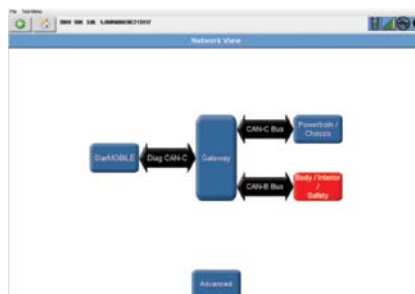 Network View
CAN-C Bus
Powertrain /
Chassis
StarMOBILE
Diag CAN-C
Gateway
CAN-B Bus
Body / Interior
/
Safety
Advanced